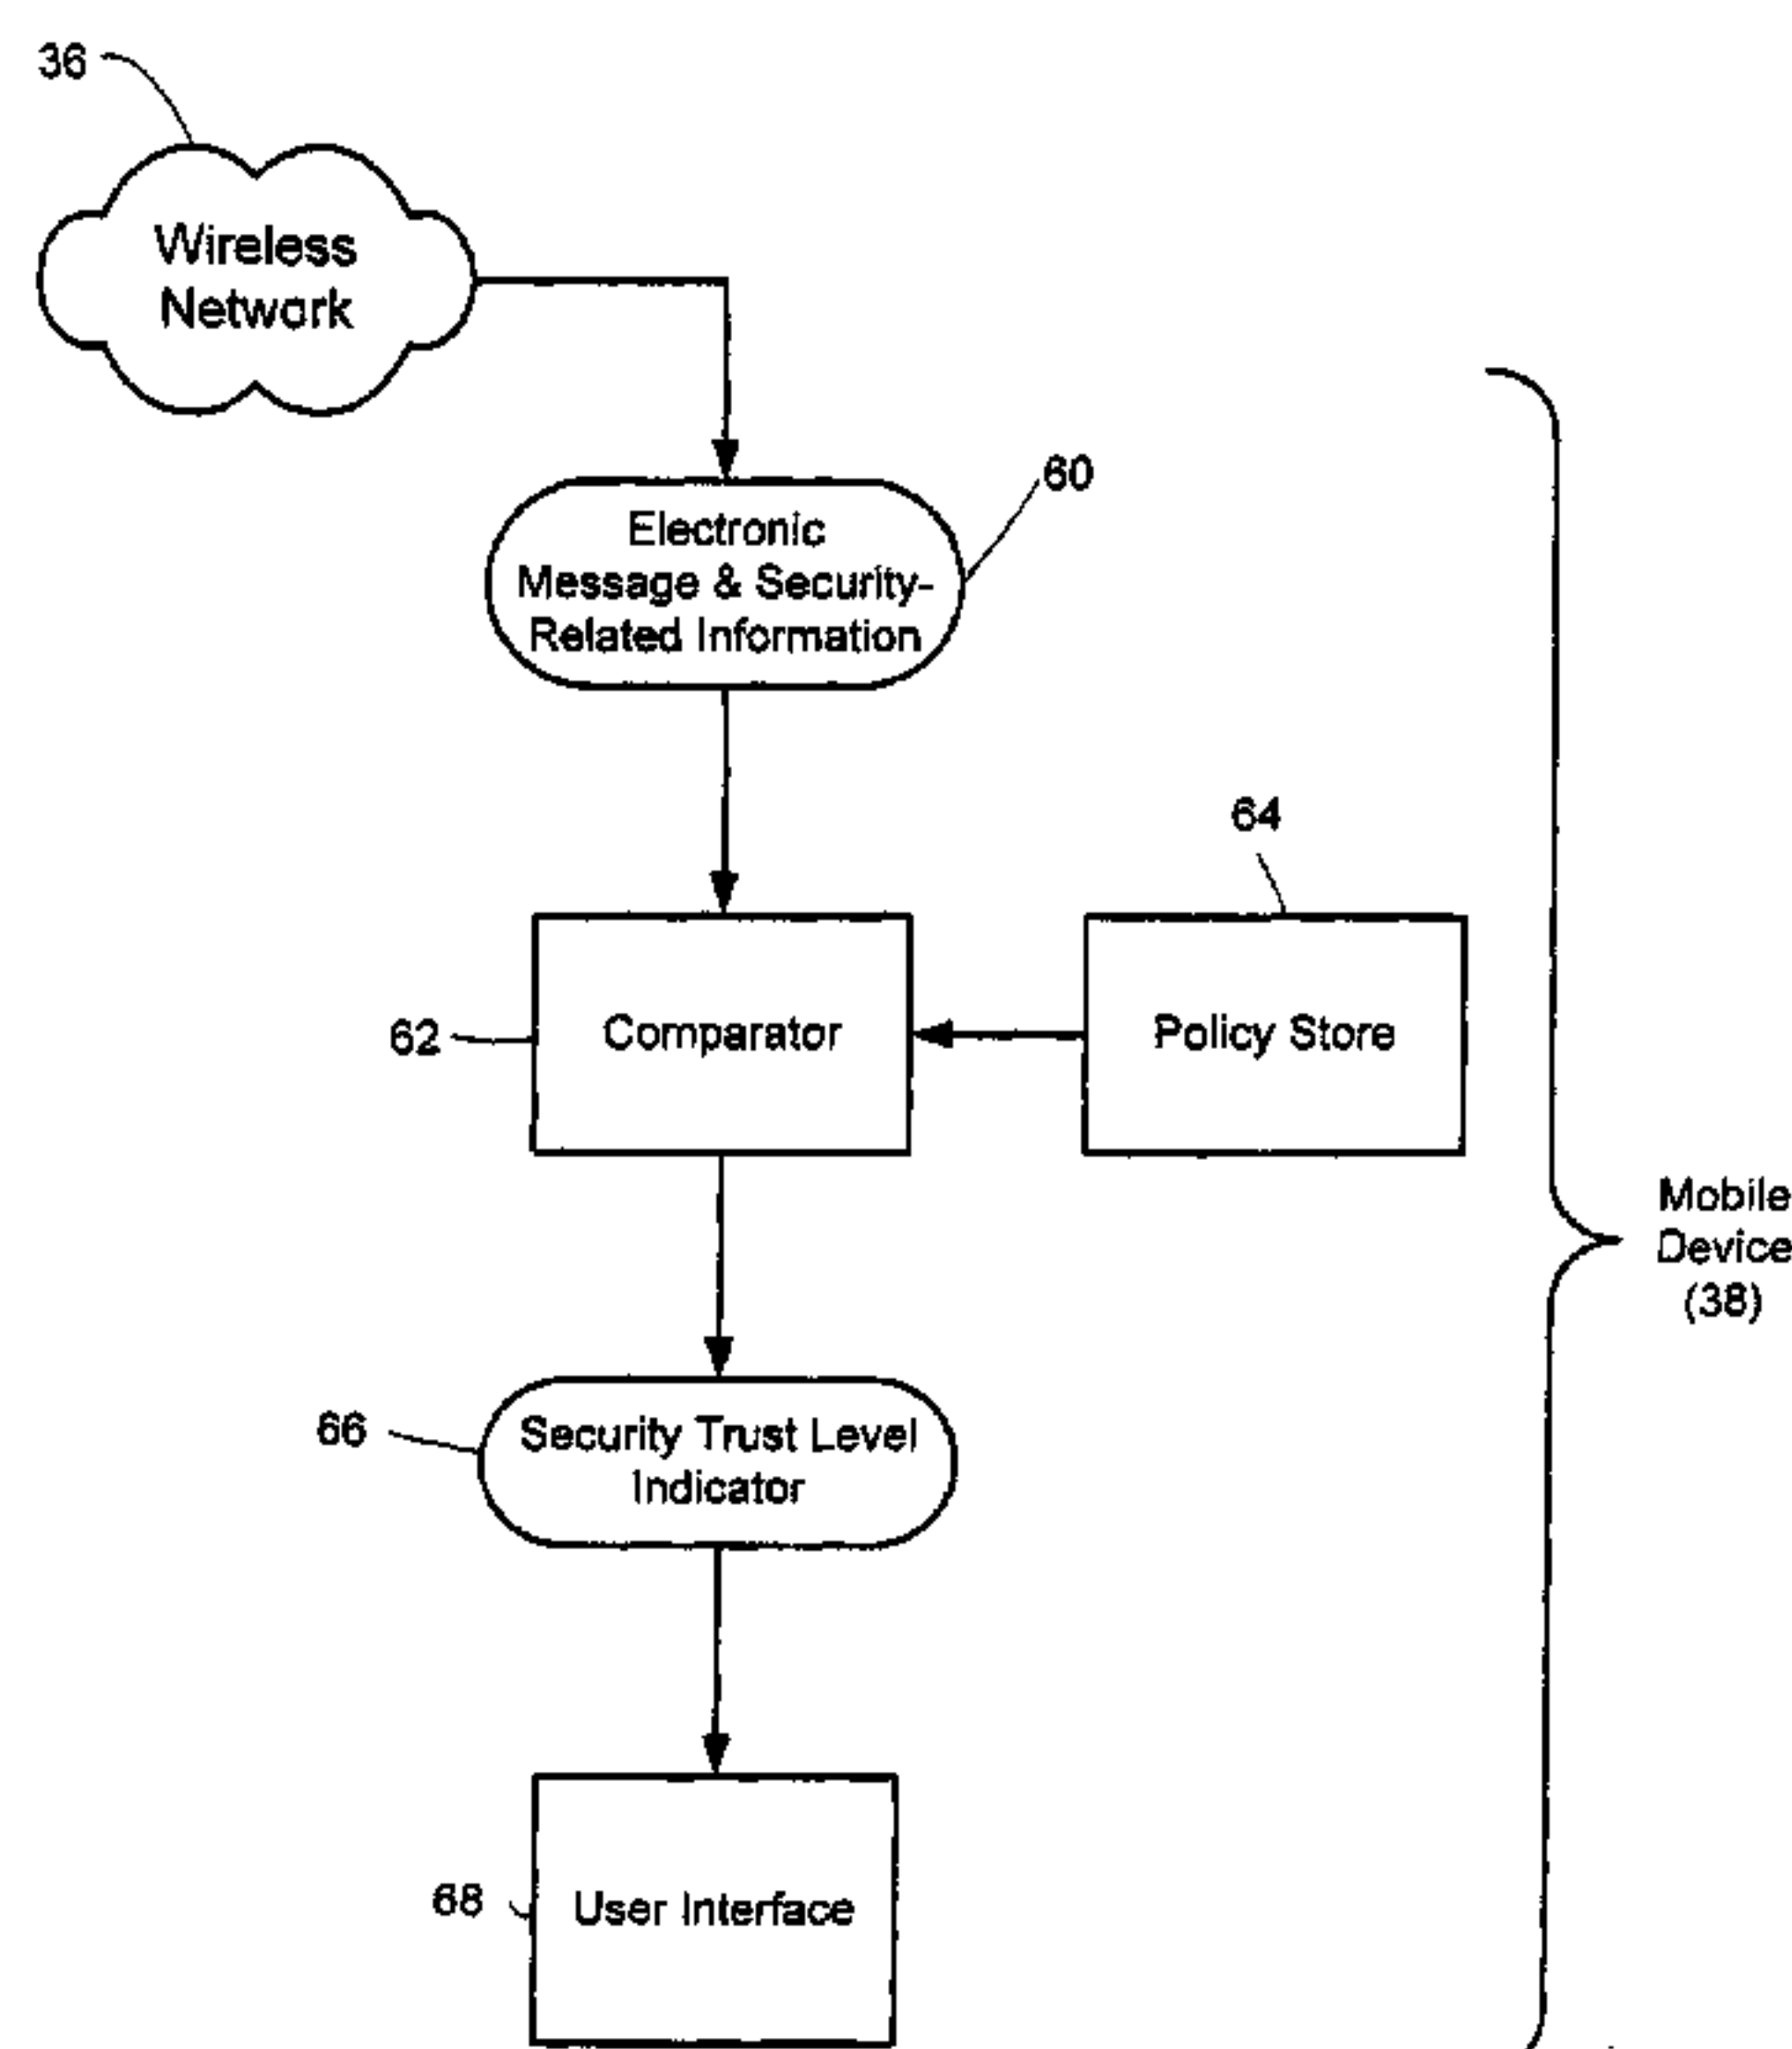 36
Wireless
Network
60
Electronic
Message & Security-
Related Information
64
62
Comparator
Policy Store
Mobile
Device
(38)
66
Security Trust Level
Indicator
68
User Interface